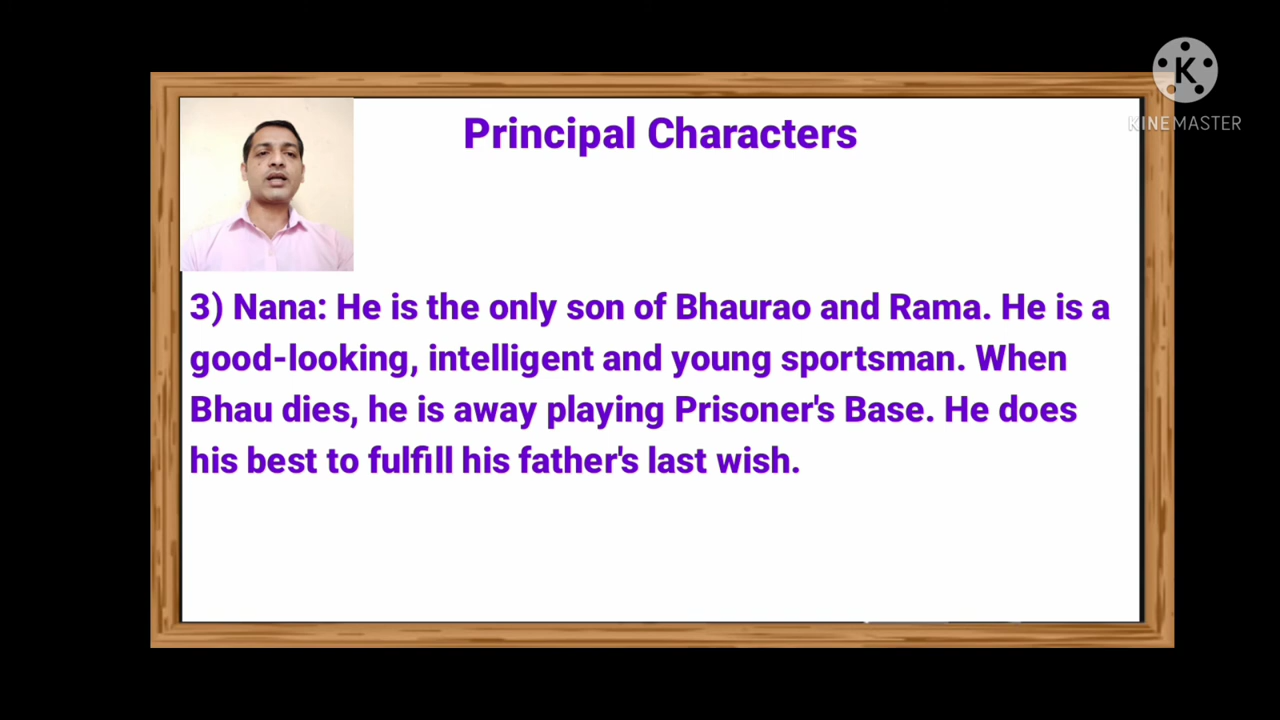 K
KINEMASTER
Principal Characters
3) Nana: He is the only son of Bhaurao and Rama. He is a
good-looking, intelligent and young sportsman. When
Bhau dies, he is away playing Prisoner's Base. He does
his best to fulfill his father's last wish.